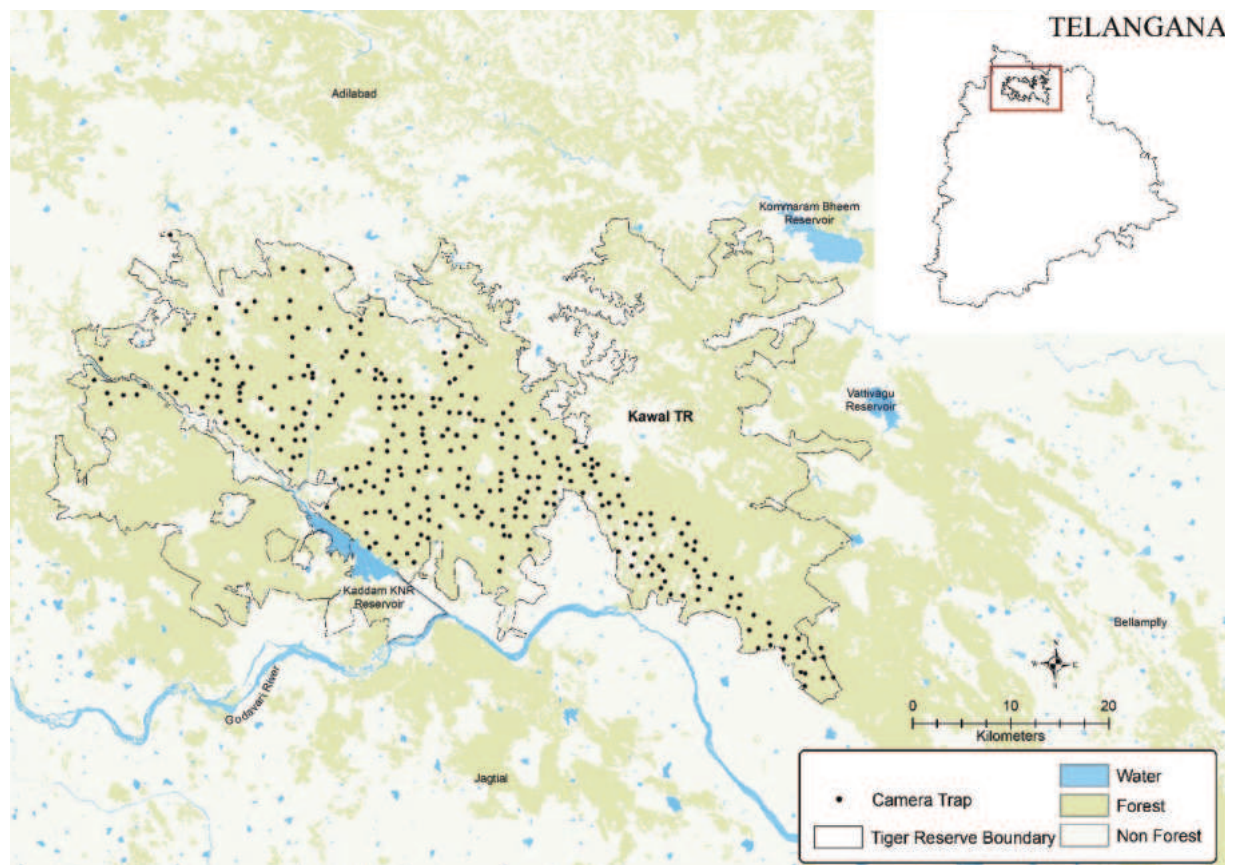 TELANGANA
Adilabad
Kommaram Bheem
Reservoir
Vattivagu
Reservoir
Kawal TR
Kaddam KNR
Reservoir
Bellamplly
Godavari River
Jagtial
W E
0 10 20
Kilometers
Camera Trap
Tiger Reserve Boundary
Water
Forest
Non Forest